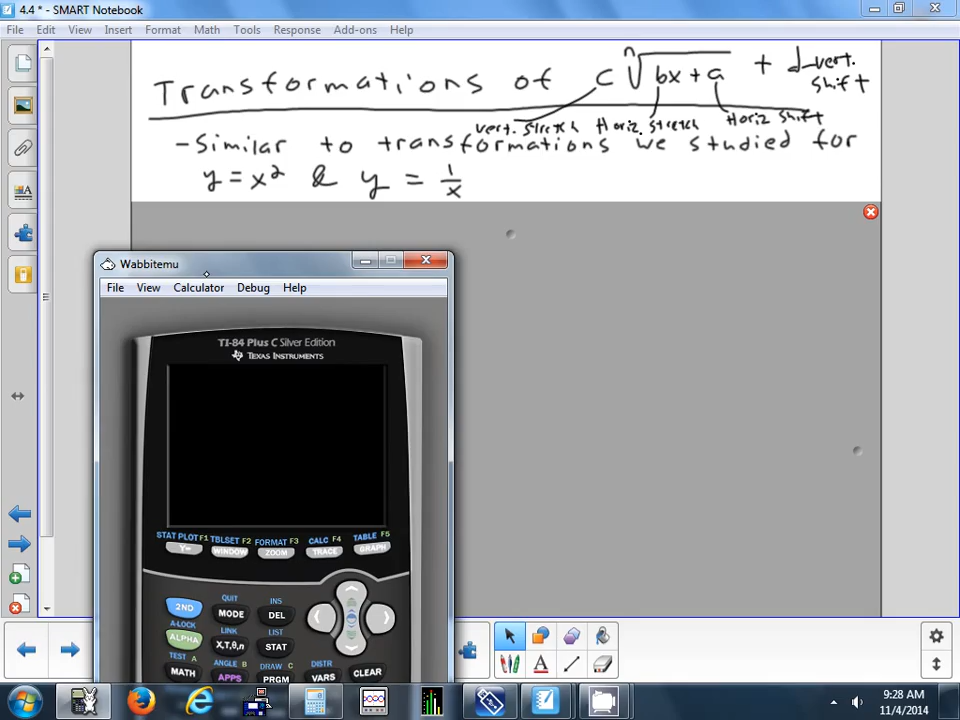 4.4 * - SMART Notebook
File Edit View Insert Format Math Tools Response Add-ons Help
Transformations of c ⁿ√bx + a + d vert. shift
vert. stretch Horiz. stretch Horiz shift
- Similar to transformations we studied for
y = x² & y = 1/x
Wabbitemu
File View Calculator Debug Help
TI-84 Plus C Silver Edition
TEXAS INSTRUMENTS
STAT PLOT F1 TBLSET F2 FORMAT F3 CALC F4 TABLE F5
Y= WINDOW ZOOM TRACE GRAPH
QUIT INS
2ND MODE DEL
A-LOCK LINK LIST
ALPHA X,T,θ,n STAT
TEST A ANGLE B DRAW C DISTR
MATH APPS PRGM VARS CLEAR
9:28 AM
11/4/2014